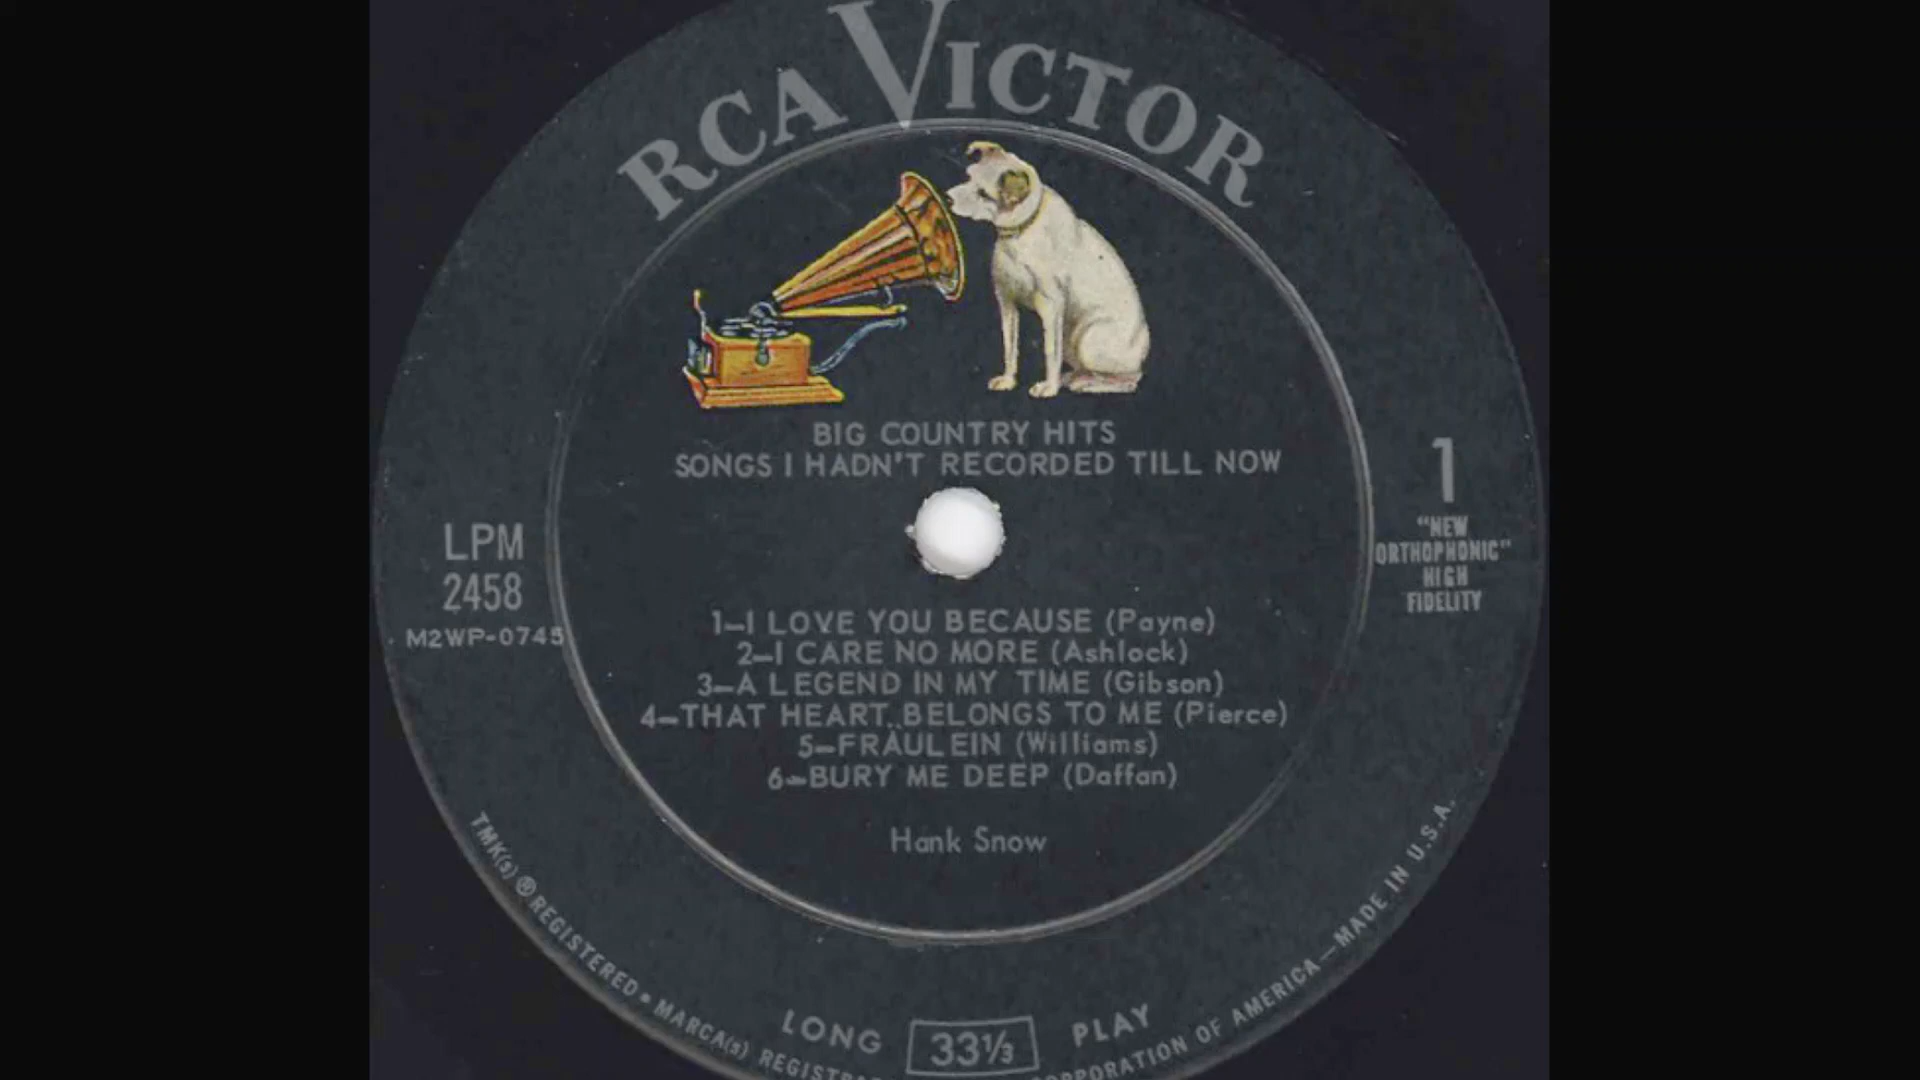 RCA VICTOR
BIG COUNTRY HITS
SONGS I HADN'T RECORDED TILL NOW
LPM
2458
M2WP-0745
1
"NEW
ORTHOPHONIC"
HIGH
FIDELITY
1—I LOVE YOU BECAUSE (Payne)
2—I CARE NO MORE (Ashlock)
3—A LEGEND IN MY TIME (Gibson)
4—THAT HEART BELONGS TO ME (Pierce)
5—FRÄULEIN (Williams)
6—BURY ME DEEP (Daffan)
Hank Snow
LONG 33⅓ PLAY
TMK(s) ® REGISTERED • MARCA(s) OF AMERICA—MADE IN U.S.A.